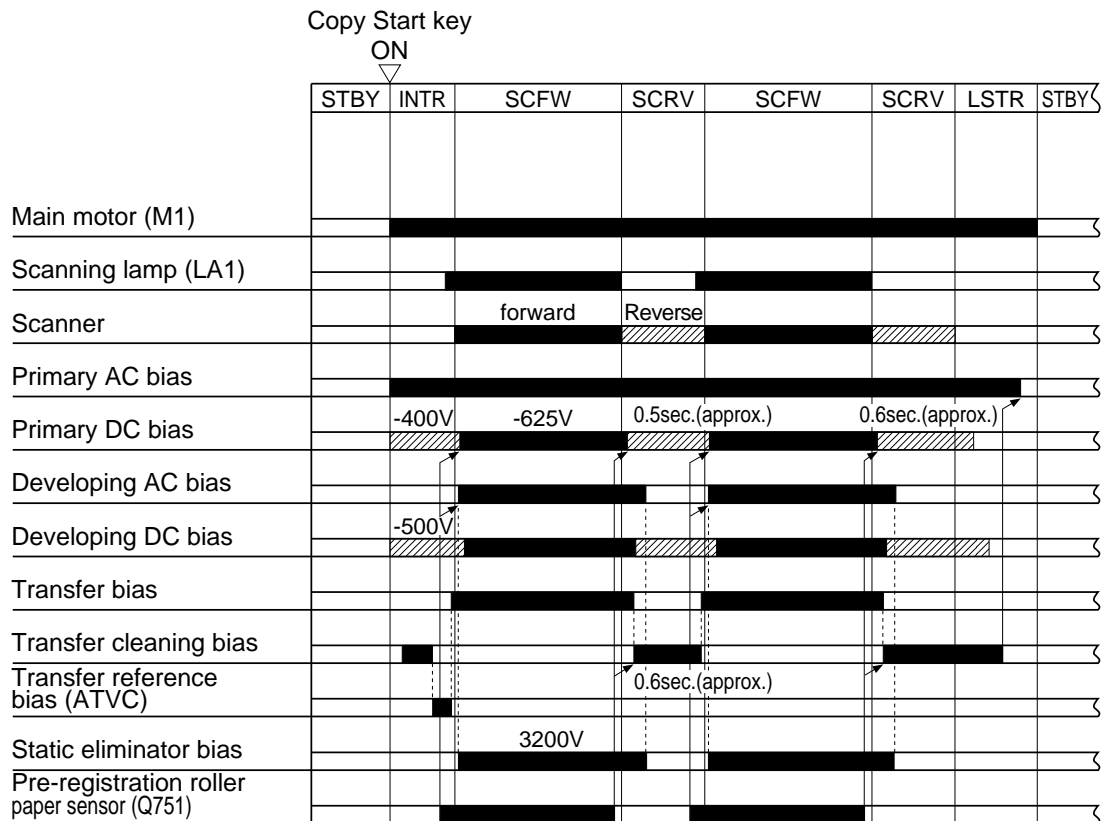 Copy Start key
ON
STBY INTR SCFW SCRV SCFW SCRV LSTR STBY
Main motor (M1)
Scanning lamp (LA1)
Scanner forward Reverse
Primary AC bias
Primary DC bias -400V -625V 0.5sec.(approx.) 0.6sec.(approx.)
Developing AC bias
Developing DC bias -500V
Transfer bias
Transfer cleaning bias
Transfer reference
bias (ATVC) 0.6sec.(approx.)
Static eliminator bias 3200V
Pre-registration roller
paper sensor (Q751)